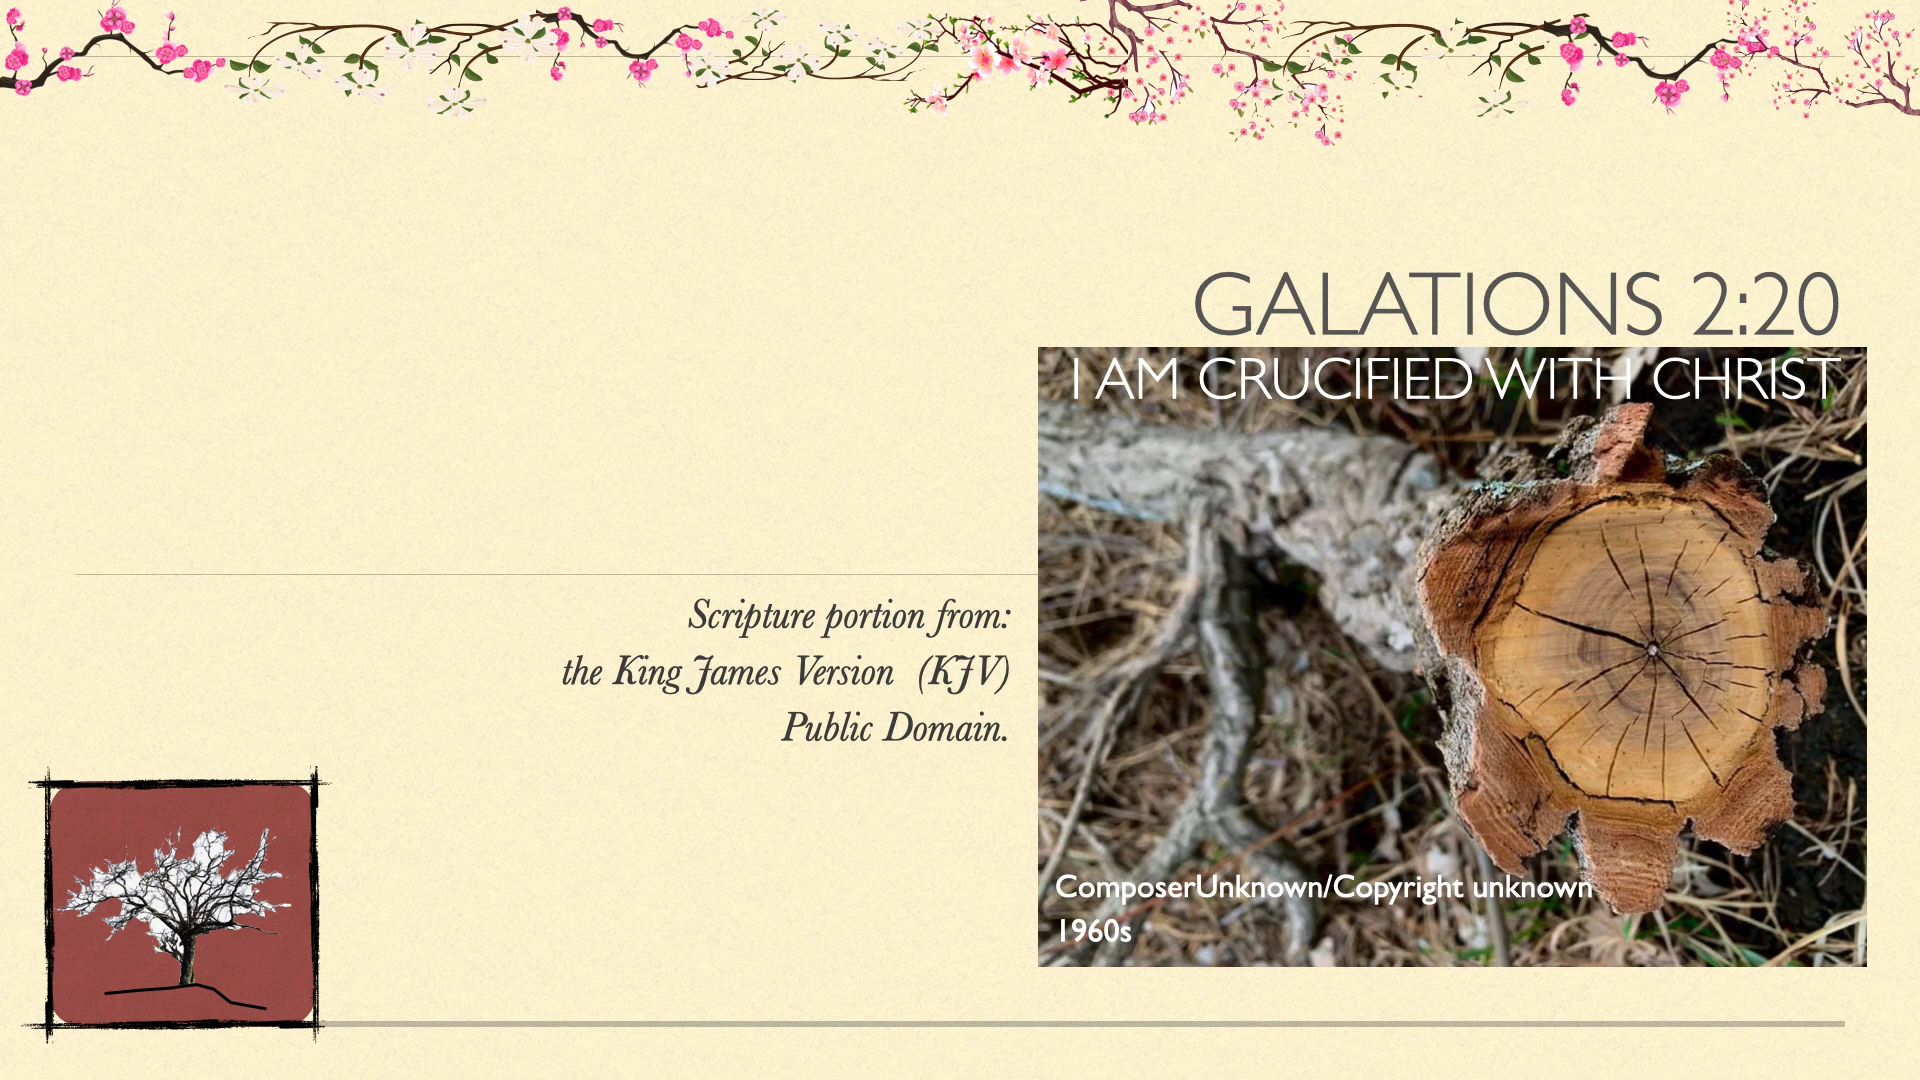 GALATIONS 2:20
I AM CRUCIFIED WITH CHRIST
Scripture portion from:
the King James Version (KJV)
Public Domain.
ComposerUnknown/Copyright unknown
1960s